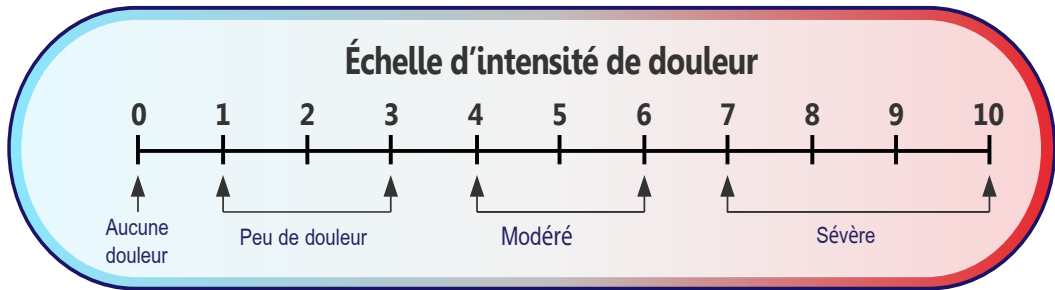 Échelle d'intensité de douleur
0 1 2 3 4 5 6 7 8 9 10
Aucune
douleur
Peu de douleur
Modéré
Sévère